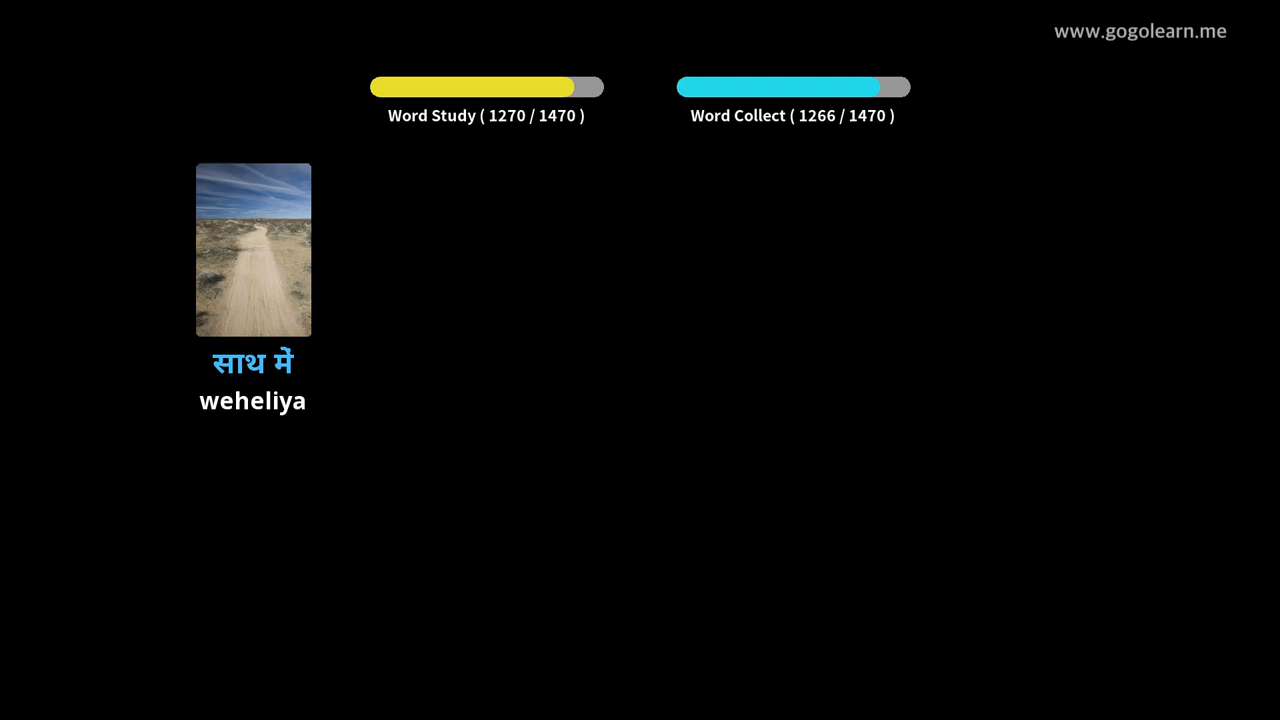 www.gogolearn.me
Word Study ( 1270 / 1470 )
Word Collect ( 1266 / 1470 )
साथ में
weheliya